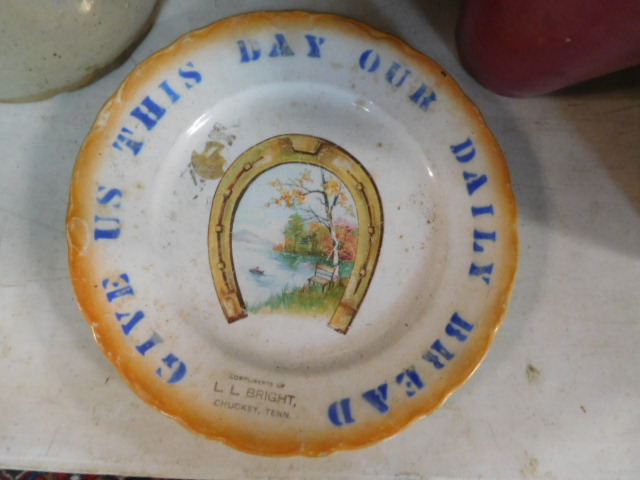 GIVE US THIS DAY OUR DAILY BREAD
COMPLIMENTS OF
L. L. BRIGHT,
CHUCKEY, TENN.